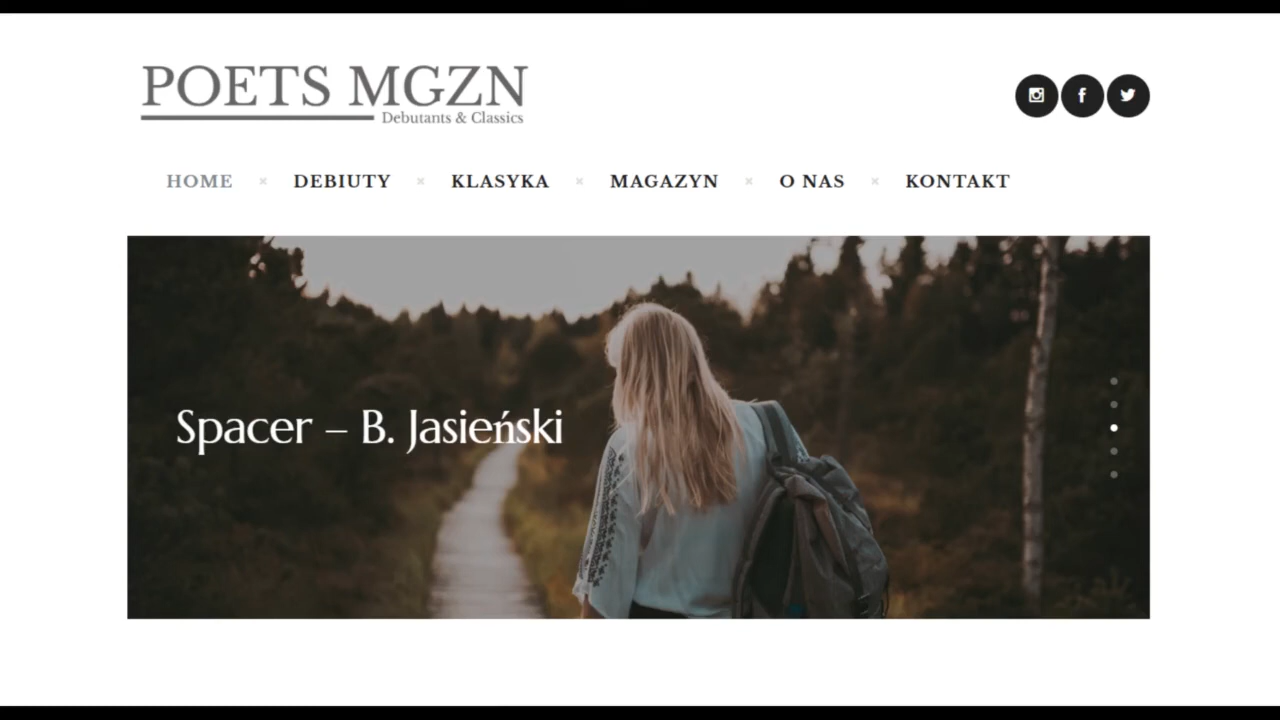 POETS MGZN
Debutants & Classics
HOME × DEBIUTY × KLASYKA × MAGAZYN × O NAS × KONTAKT
Spacer – B. Jasieński